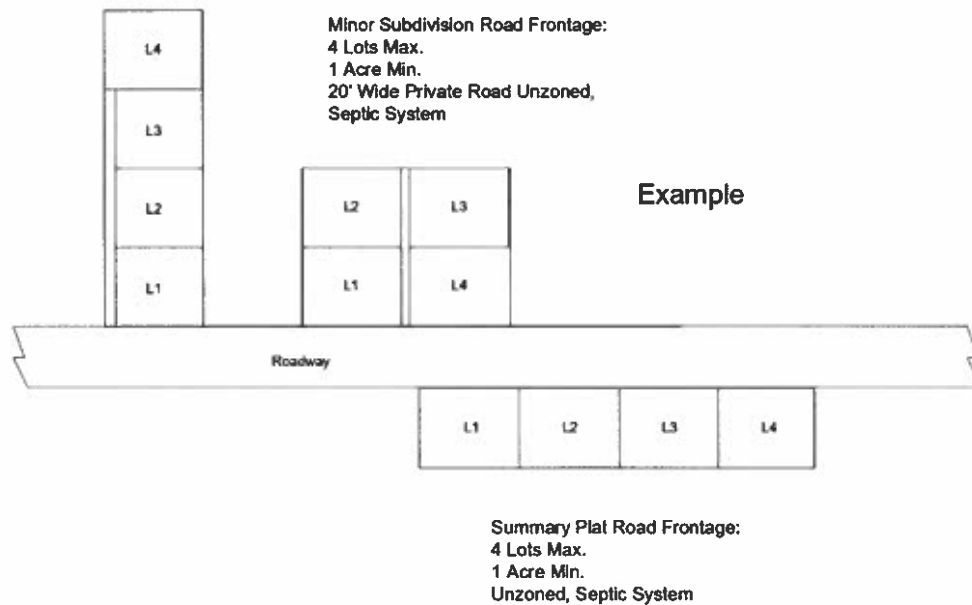 Minor Subdivision Road Frontage:
4 Lots Max.
1 Acre Min.
20' Wide Private Road Unzoned,
Septic System
Example
L4
L3
L2
L1
L2
L3
L1
L4
Roadway
L1
L2
L3
L4
Summary Plat Road Frontage:
4 Lots Max.
1 Acre Min.
Unzoned, Septic System